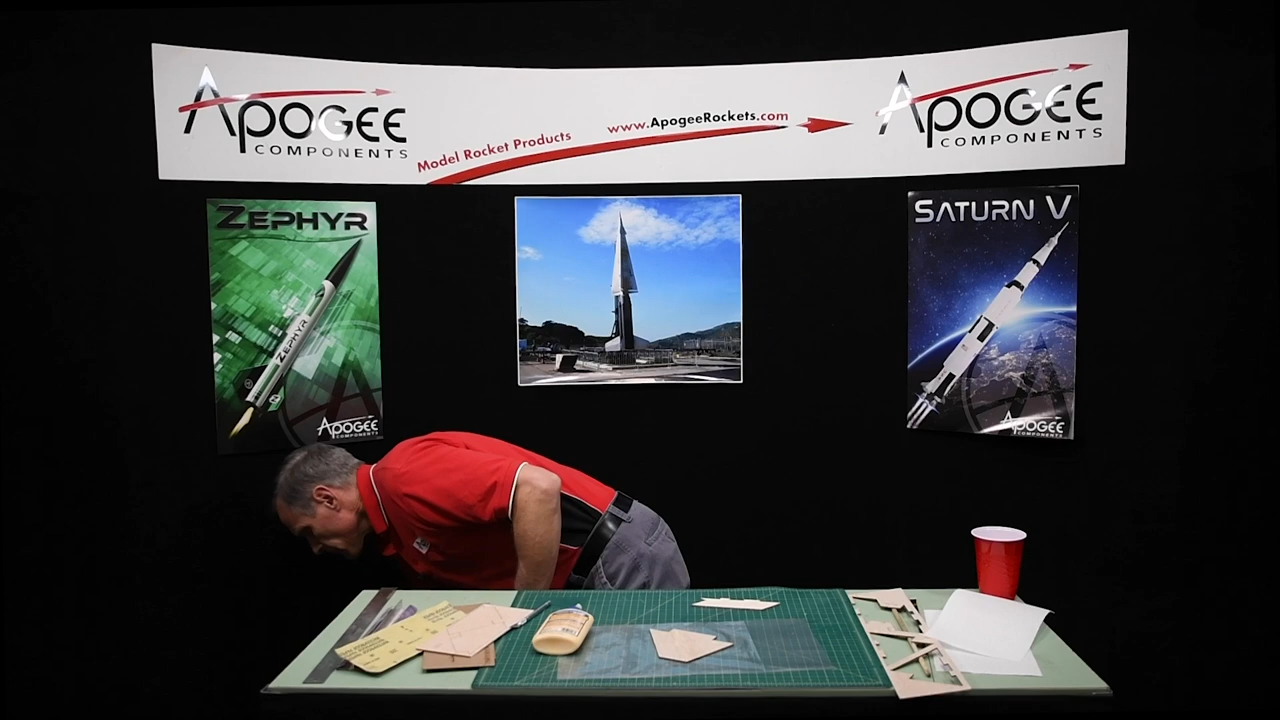 APOGEE
COMPONENTS
Model Rocket Products
www.ApogeeRockets.com
APOGEE
COMPONENTS
ZEPHYR
ZEPHYR
APOGEE
COMPONENTS
SATURN V
APOGEE
COMPONENTS